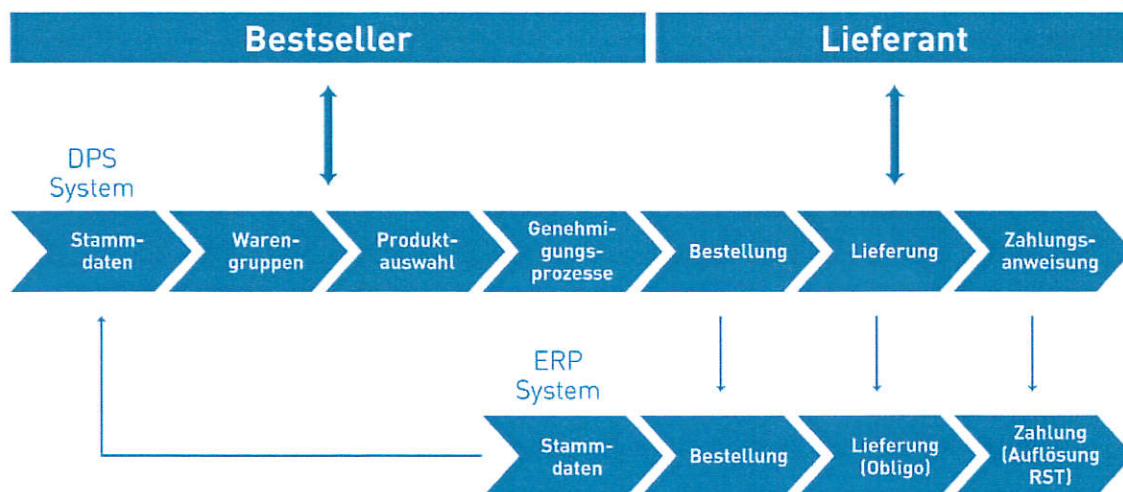 Bestseller
Lieferant
DPS
System
Stamm-
daten
Waren-
gruppen
Produkt-
auswahl
Genehmi-
gungs-
prozesse
Bestellung
Lieferung
Zahlungs-
anweisung
ERP
System
Stamm-
daten
Bestellung
Lieferung
(Obligo)
Zahlung
(Auflösung
RST)